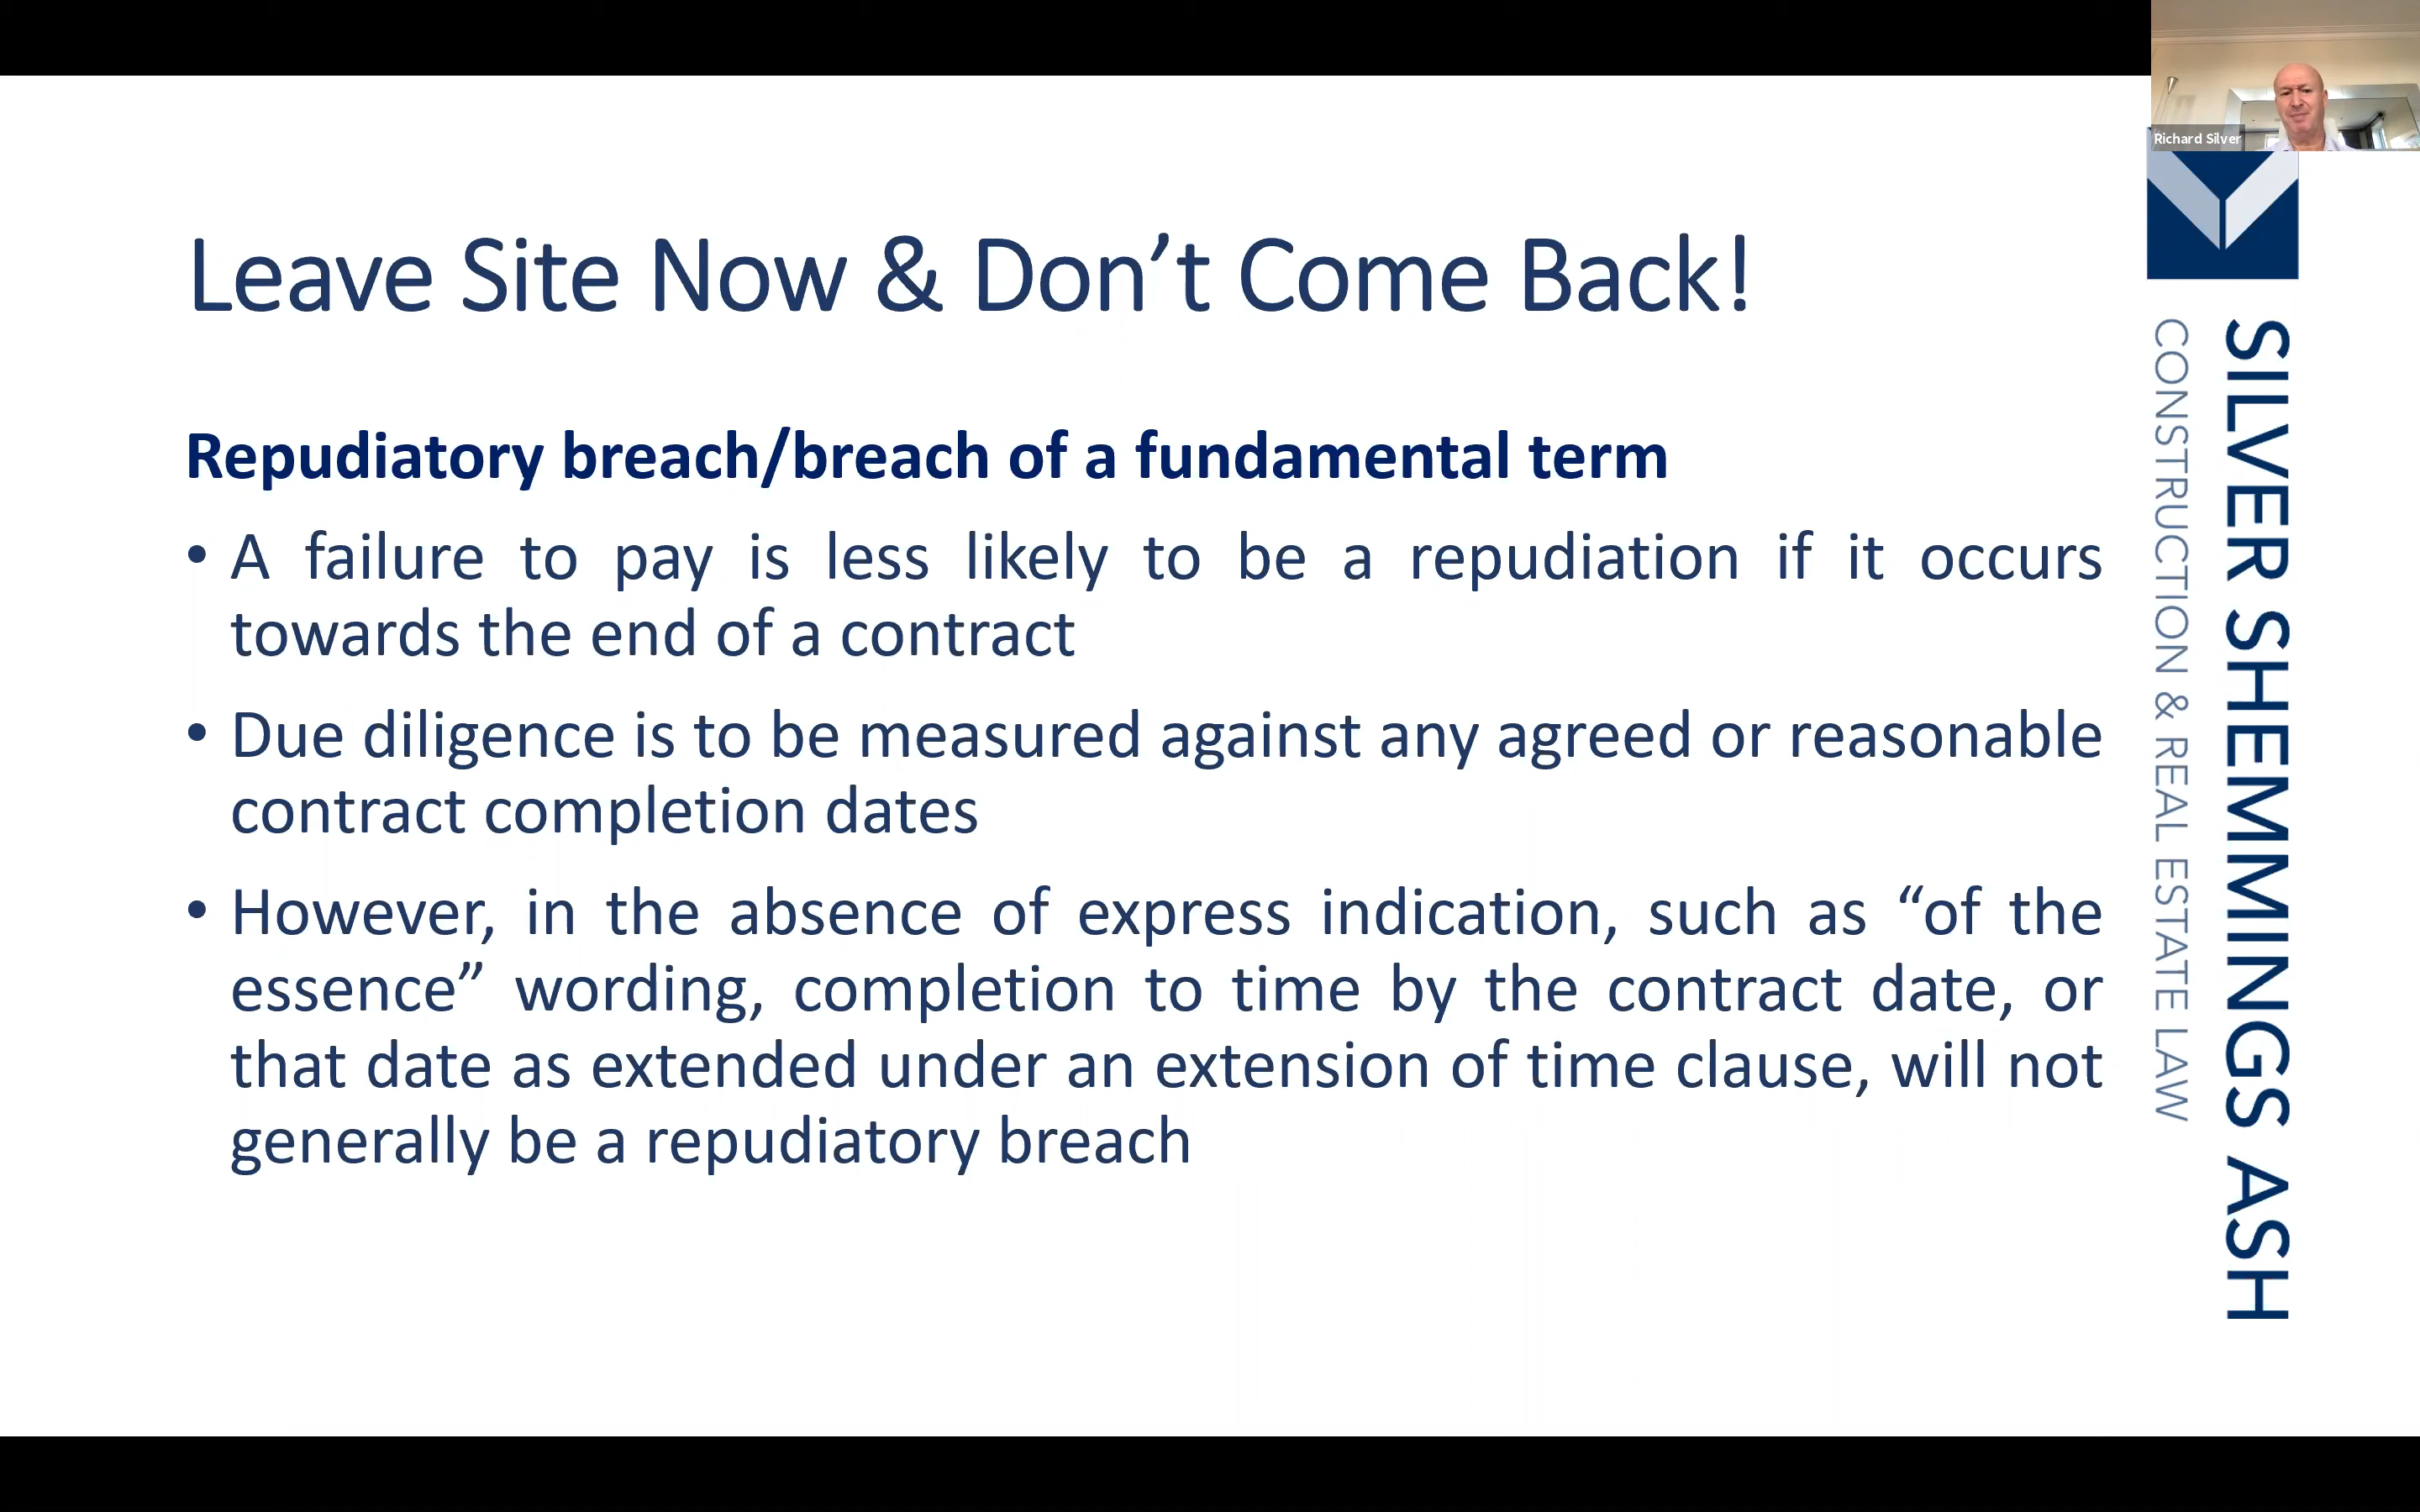 Richard Silver
Leave Site Now & Don’t Come Back!
Repudiatory breach/breach of a fundamental term
• A failure to pay is less likely to be a repudiation if it occurs
towards the end of a contract
• Due diligence is to be measured against any agreed or reasonable
contract completion dates
• However, in the absence of express indication, such as “of the
essence” wording, completion to time by the contract date, or
that date as extended under an extension of time clause, will not
generally be a repudiatory breach
SILVER SHEMMINGS ASH
CONSTRUCTION & REAL ESTATE LAW